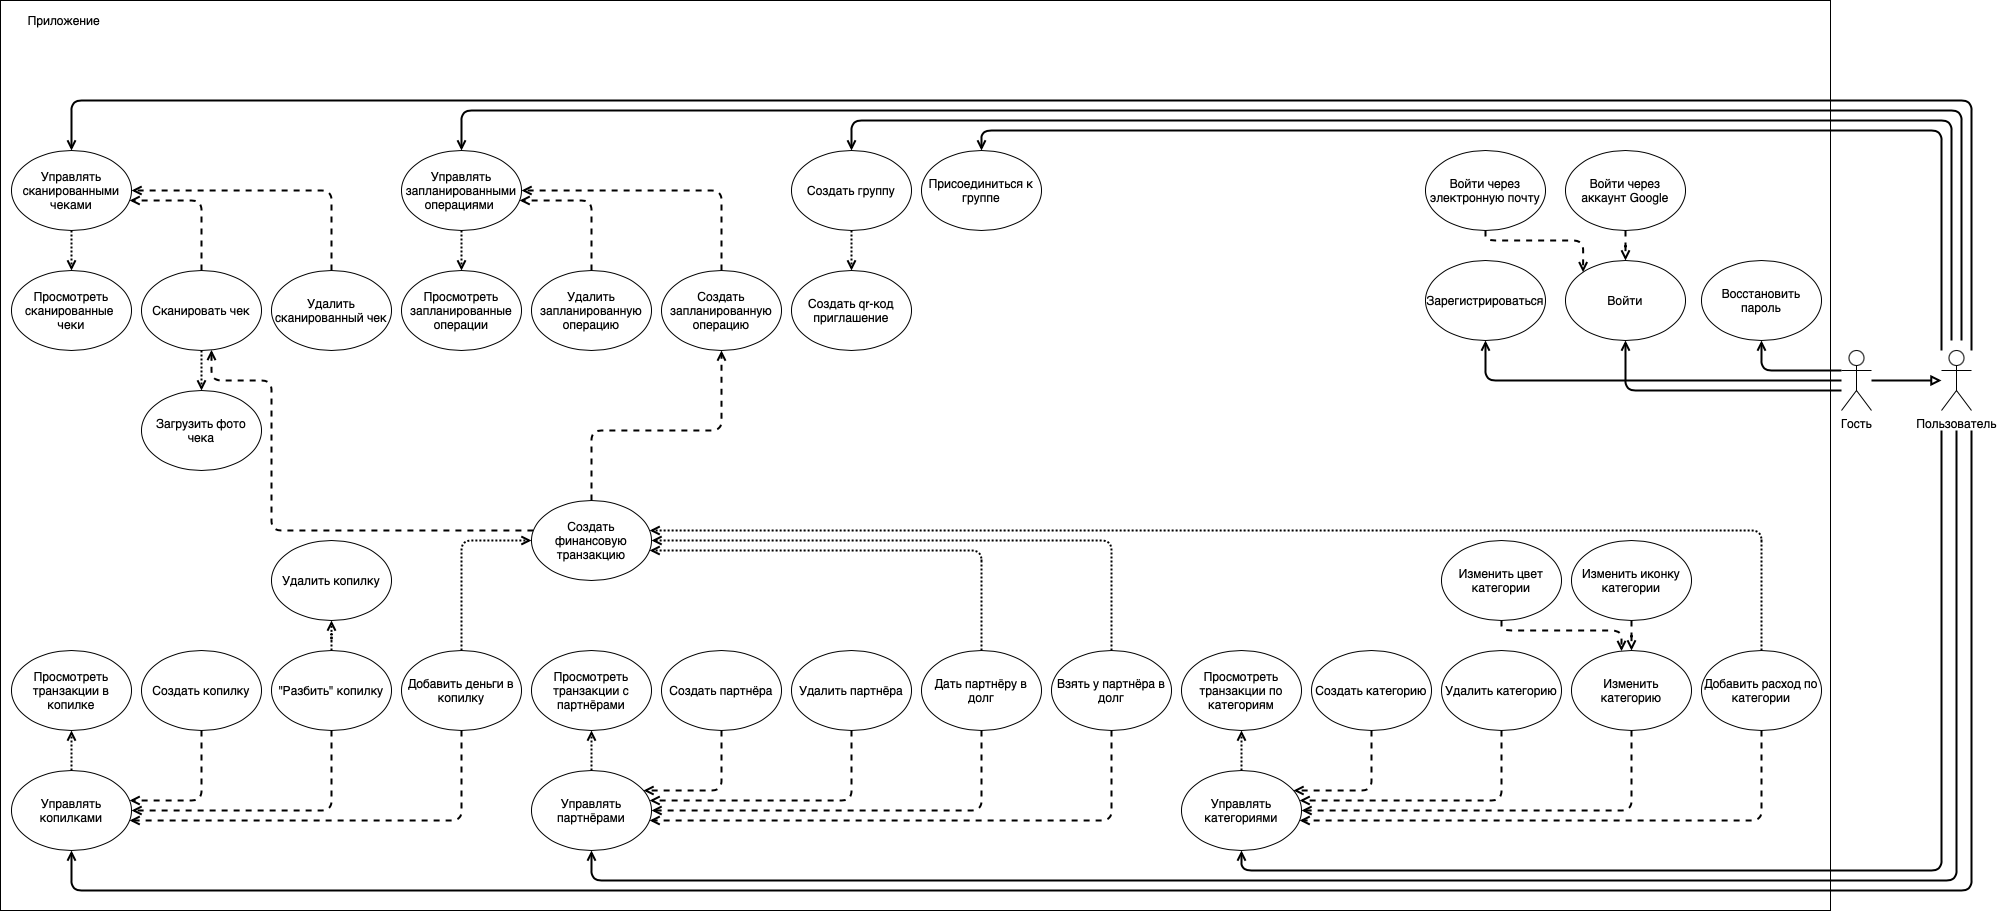 Приложение
Управлять
сканированными
чеками
Управлять
запланированными
операциями
Создать группу
Присоединиться к
группе
Войти через
электронную почту
Войти через
аккаунт Google
Просмотреть
сканированные
чеки
Сканировать чек
Удалить
сканированный чек
Просмотреть
запланированные
операции
Удалить
запланированную
операцию
Создать
запланированную
операцию
Создать qr-код
приглашение
Зарегистрироваться
Войти
Восстановить
пароль
Гость
Пользователь
Загрузить фото
чека
Создать
финансовую
транзакцию
Удалить копилку
Изменить цвет
категории
Изменить иконку
категории
Просмотреть
транзакции в
копилке
Создать копилку
"Разбить" копилку
Добавить деньги в
копилку
Просмотреть
транзакции с
партнёрами
Создать партнёра
Удалить партнёра
Дать партнёру в
долг
Взять у партнёра в
долг
Просмотреть
транзакции по
категориям
Создать категорию
Удалить категорию
Изменить
категорию
Добавить расход по
категории
Управлять
копилками
Управлять
партнёрами
Управлять
категориями